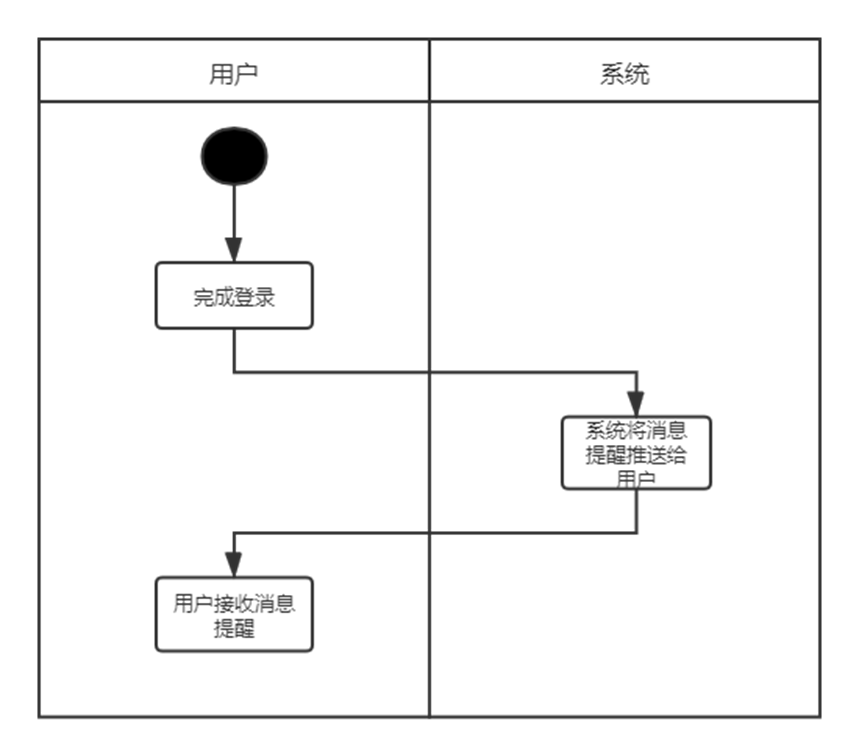 用户
系统
完成登录
系统将消息
提醒推送给
用户
用户接收消息
提醒